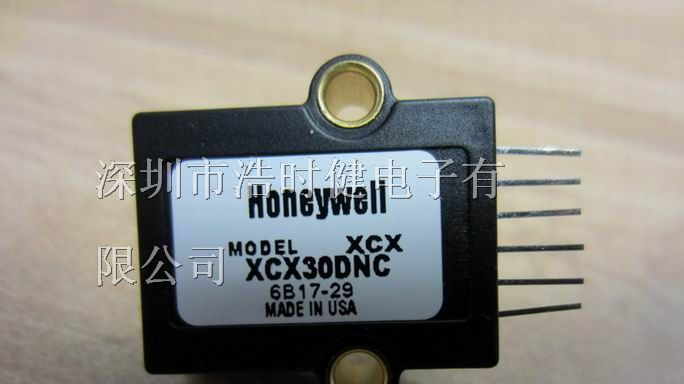 深圳市浩时健电子有
限公司
Honeywell
MODEL XCX
XCX30DNC
6B17-29
MADE IN USA